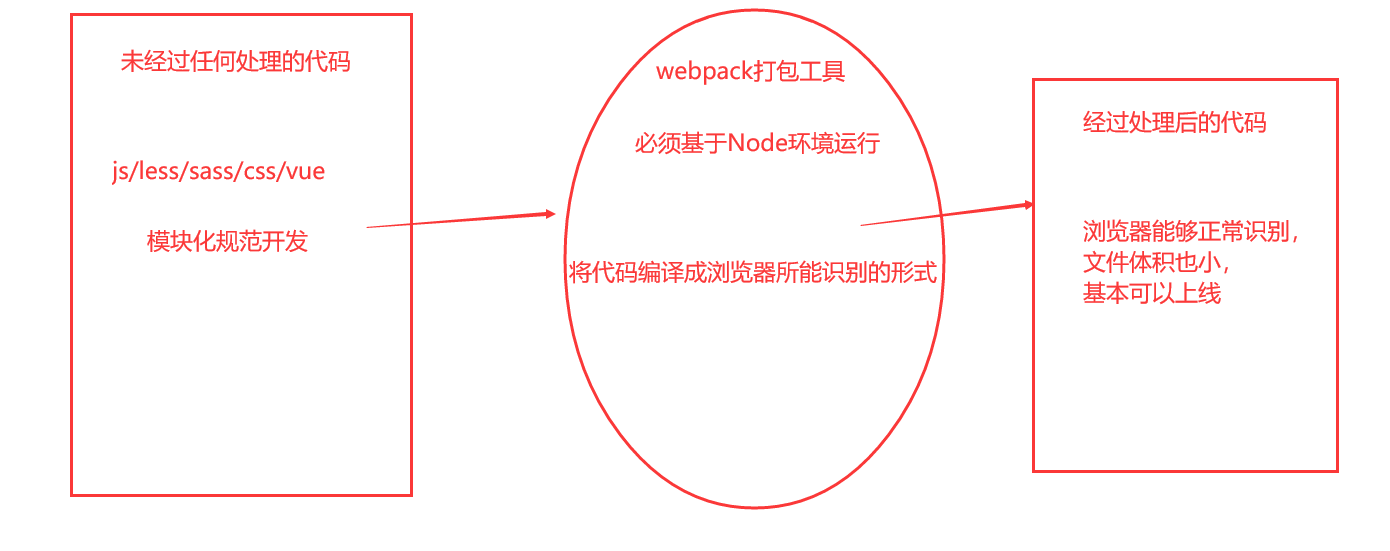 未经过任何处理的代码
js/less/sass/css/vue
模块化规范开发
webpack打包工具
必须基于Node环境运行
将代码编译成浏览器所能识别的形式
经过处理后的代码
浏览器能够正常识别，
文件体积也小，
基本可以上线